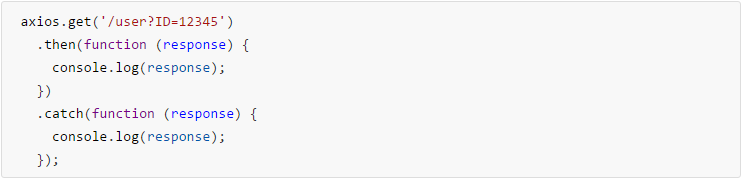 axios.get('/user?ID=12345')
  .then(function (response) {
    console.log(response);
  })
  .catch(function (response) {
    console.log(response);
  });